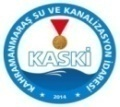 KAHRAMANMARAŞ SU VE KANALİZASYON İDARESİ
KASKİ
2014